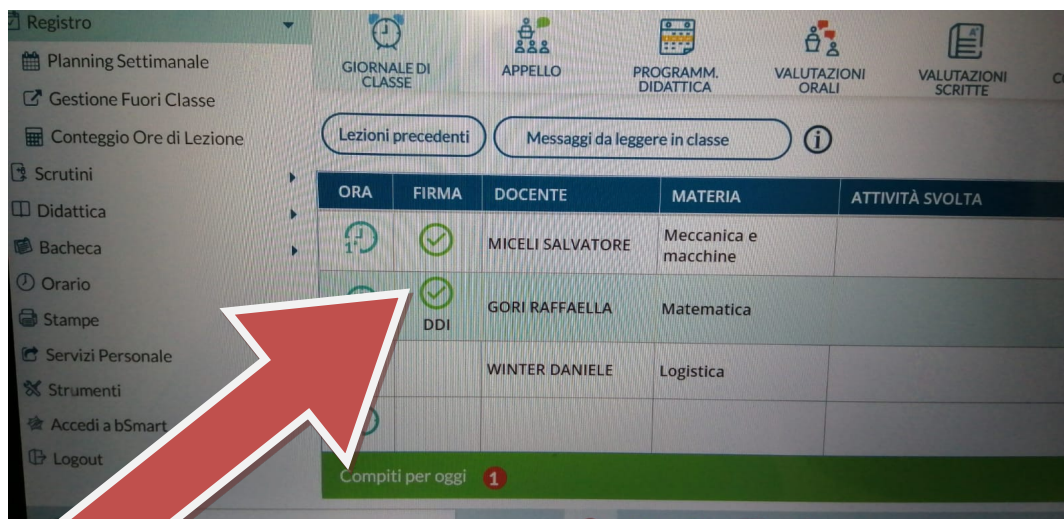 Registro
Planning Settimanale
Gestione Fuori Classe
Conteggio Ore di Lezione
Scrutini
Didattica
Bacheca
Orario
Stampe
Servizi Personale
Strumenti
Accedi a bSmart
Logout
GIORNALE DI
CLASSE
APPELLO
PROGRAMM.
DIDATTICA
VALUTAZIONI
ORALI
VALUTAZIONI
SCRITTE
Lezioni precedenti
Messaggi da leggere in classe
i
ORA FIRMA DOCENTE MATERIA ATTIVITÀ SVOLTA
1° MICELI SALVATORE Meccanica e
macchine
GORI RAFFAELLA Matematica
DDI
WINTER DANIELE Logistica
Compiti per oggi 1